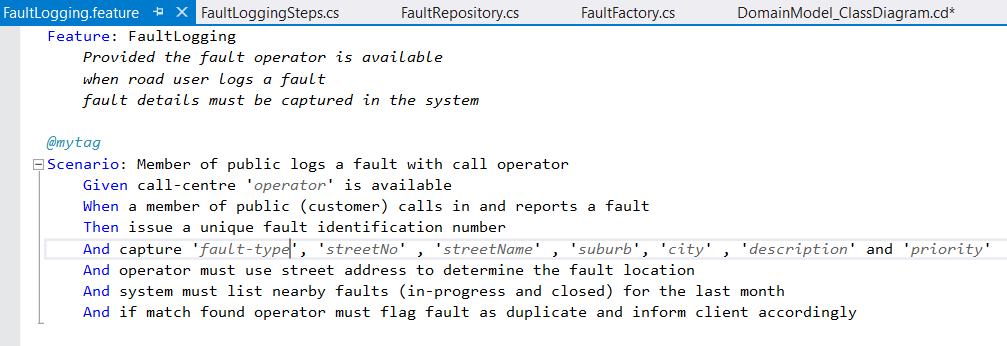 FaultLogging.feature FaultLoggingSteps.cs FaultRepository.cs FaultFactory.cs DomainModel_ClassDiagram.cd*
Feature: FaultLogging
Provided the fault operator is available
when road user logs a fault
fault details must be captured in the system
@mytag
Scenario: Member of public logs a fault with call operator
Given call-centre 'operator' is available
When a member of public (customer) calls in and reports a fault
Then issue a unique fault identification number
And capture 'fault-type', 'streetNo' , 'streetName' , 'suburb', 'city' , 'description' and 'priority'
And operator must use street address to determine the fault location
And system must list nearby faults (in-progress and closed) for the last month
And if match found operator must flag fault as duplicate and inform client accordingly